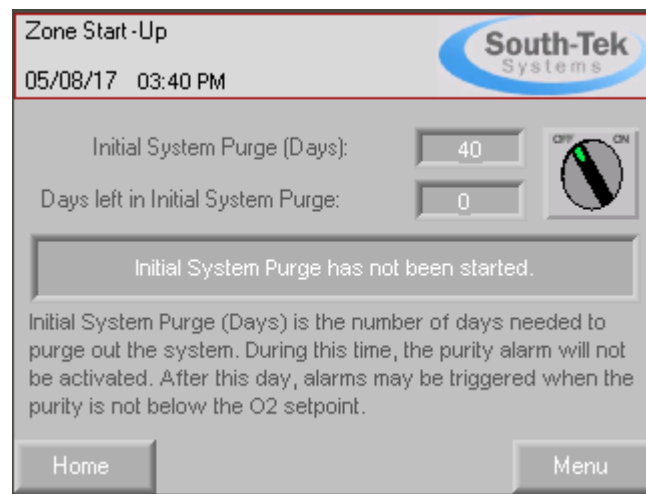 Zone Start-Up
South-Tek
Systems
05/08/17 03:40 PM
Initial System Purge (Days): 40
OFF ON
Days left in Initial System Purge: 0
Initial System Purge has not been started.
Initial System Purge (Days) is the number of days needed to
purge out the system. During this time, the purity alarm will not
be activated. After this day, alarms may be triggered when the
purity is not below the O2 setpoint.
Home Menu